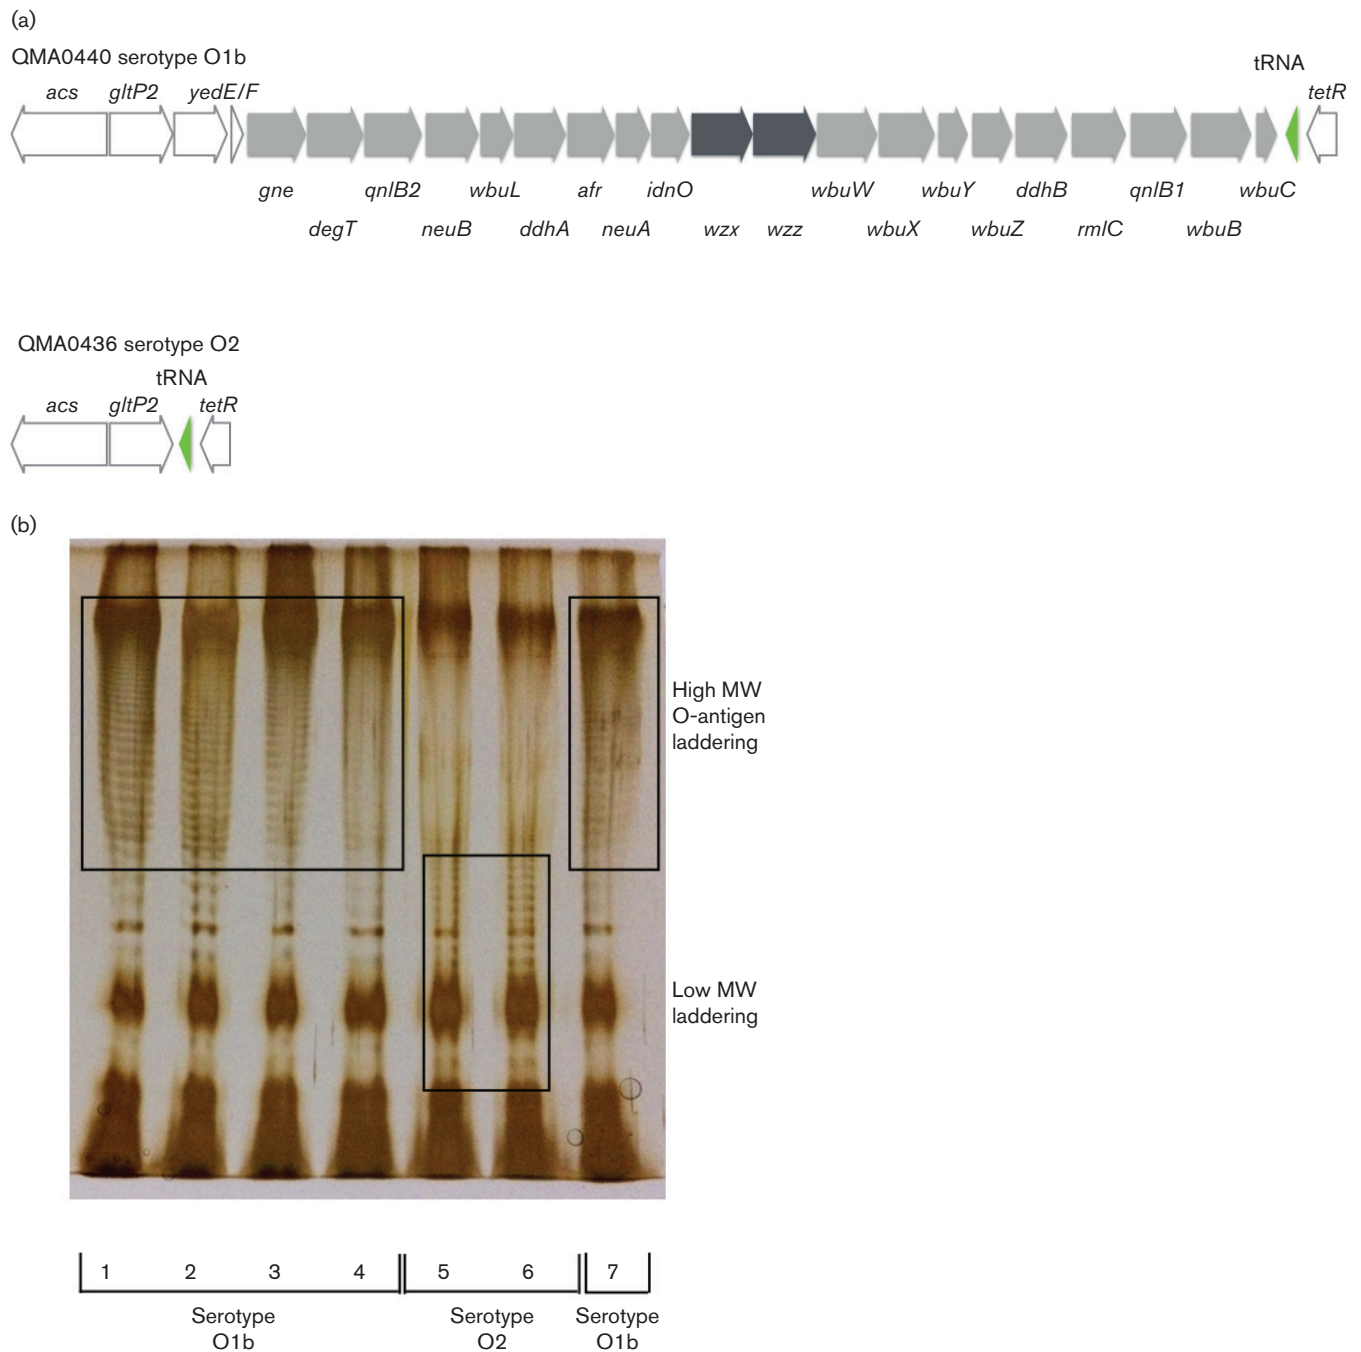 (a)
QMA0440 serotype O1b
tRNA
acs gltP2 yedE/F tetR
gne qnlB2 wbuL afr idnO wbuW wbuY ddhB qnlB1 wbuC
degT neuB ddhA neuA wzx wzz wbuX wbuZ rmlC wbuB
QMA0436 serotype O2
tRNA
acs gltP2 tetR
(b)
High MW
O-antigen
laddering
Low MW
laddering
1 2 3 4 5 6 7
Serotype
O1b
Serotype
O2
Serotype
O1b